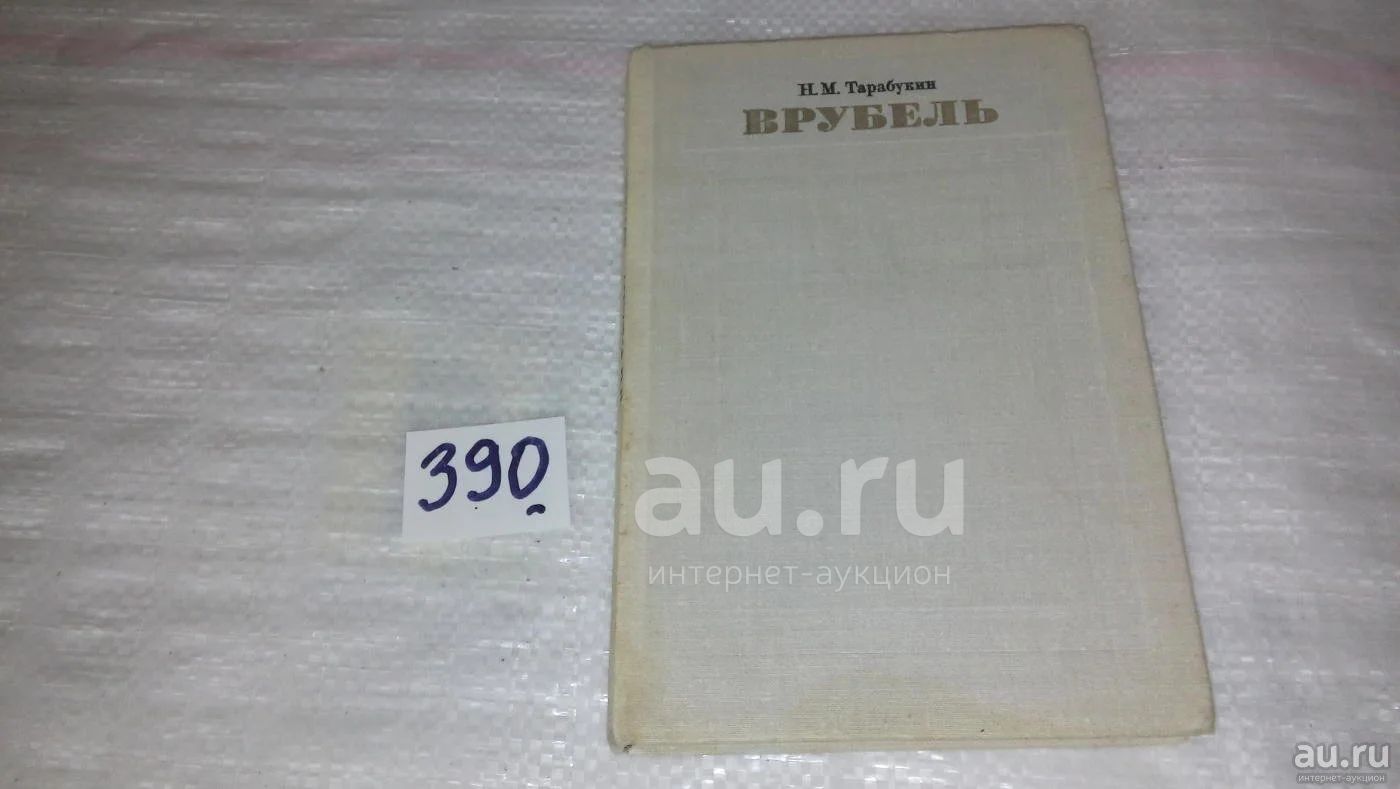 Н. М. Тарабукин
ВРУБЕЛЬ
390
au.ru
интернет-аукцион
au.ru
интернет-аукцион